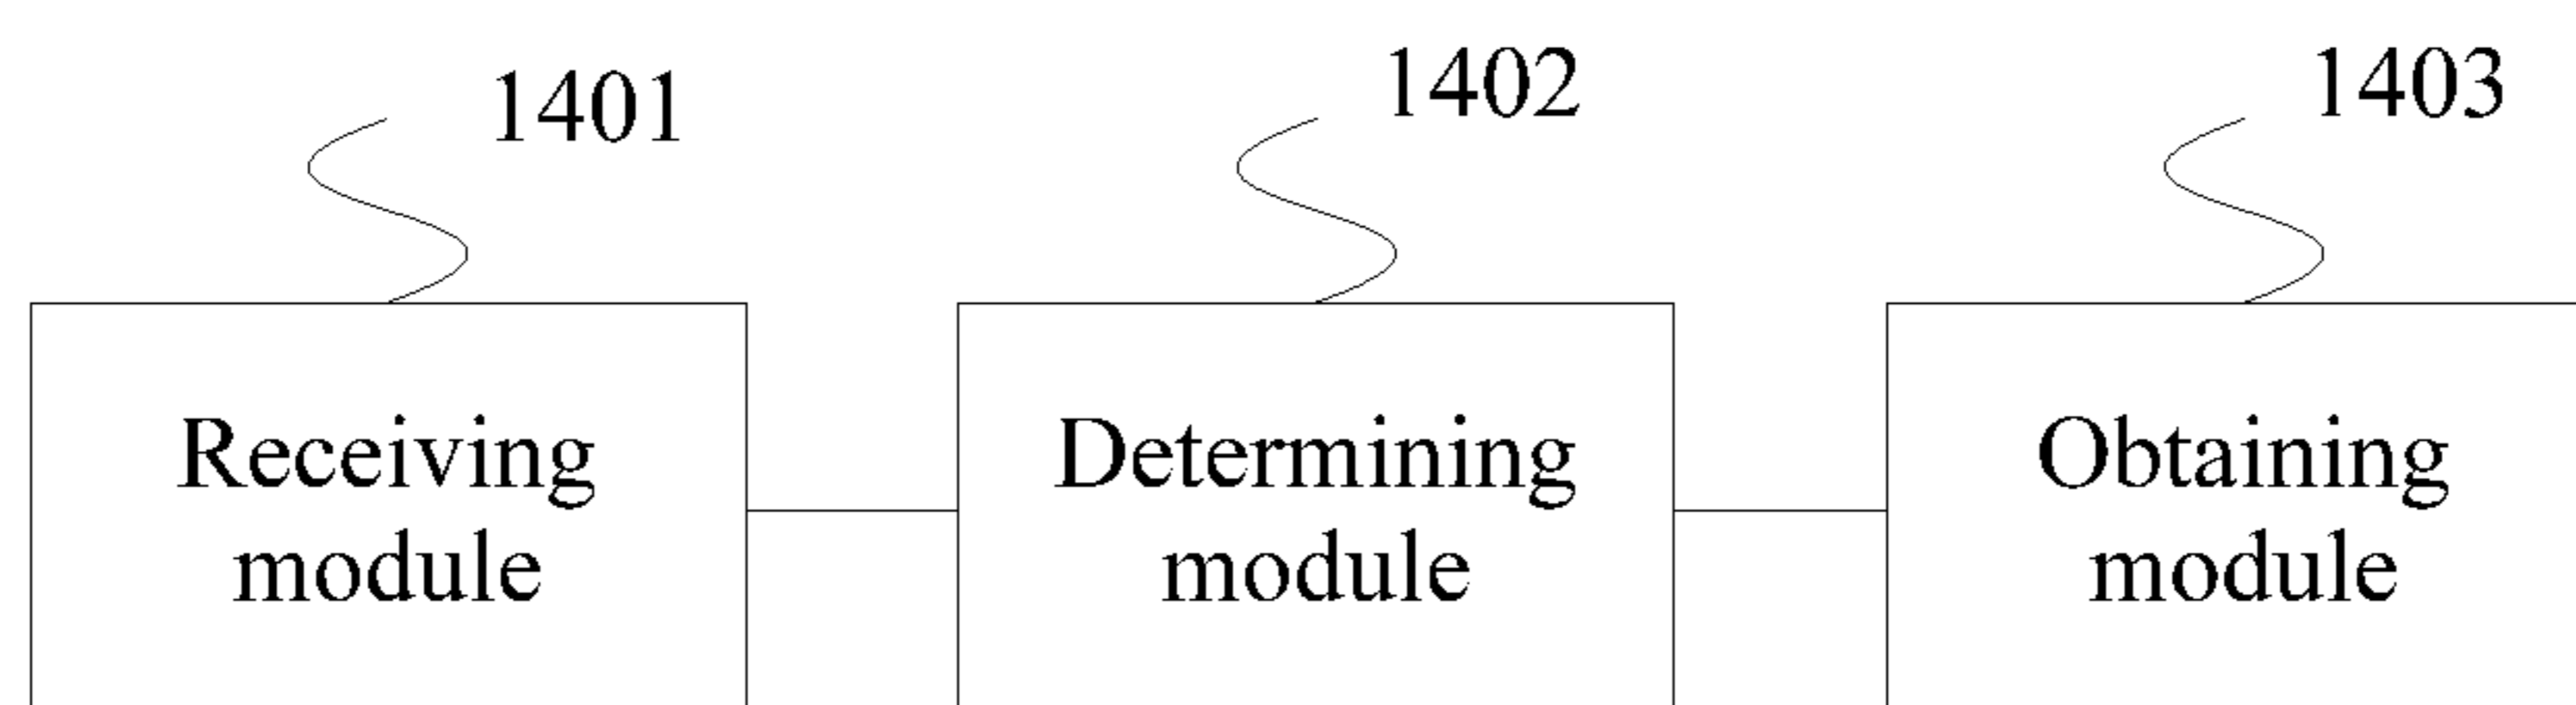 1401
1402
1403
Receiving
module
Determining
module
Obtaining
module